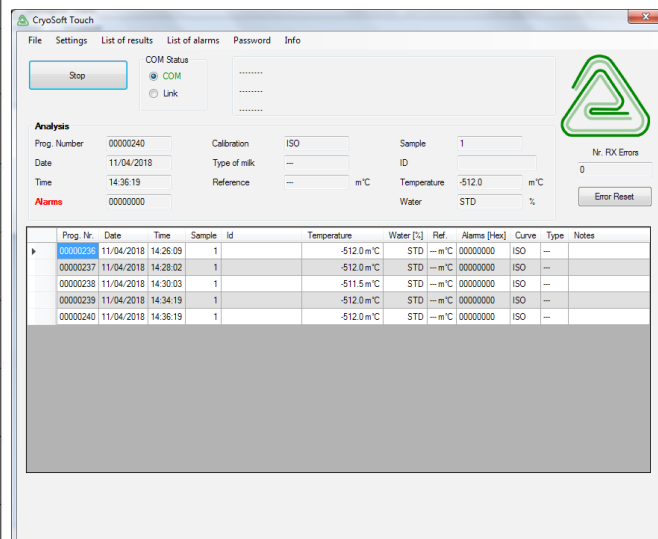 CryoSoft Touch
File Settings List of results List of alarms Password Info
Stop
COM Status
COM
Link
--------
--------
--------
Analysis
Prog. Number 00000240 Calibration ISO Sample 1
Date 11/04/2018 Type of milk --- ID
Time 14:36:19 Reference --- m°C Temperature -512.0 m°C
Alarms 00000000 Water STD %
Nr. RX Errors
0
Error Reset
Prog. Nr. Date Time Sample Id Temperature Water [%] Ref. Alarms [Hex] Curve Type Notes
00000236 11/04/2018 14:26:09 1 -512.0 m°C STD --- m°C 00000000 ISO ---
00000237 11/04/2018 14:28:02 1 -512.0 m°C STD --- m°C 00000000 ISO ---
00000238 11/04/2018 14:30:03 1 -511.5 m°C STD --- m°C 00000000 ISO ---
00000239 11/04/2018 14:34:19 1 -512.0 m°C STD --- m°C 00000000 ISO ---
00000240 11/04/2018 14:36:19 1 -512.0 m°C STD --- m°C 00000000 ISO ---